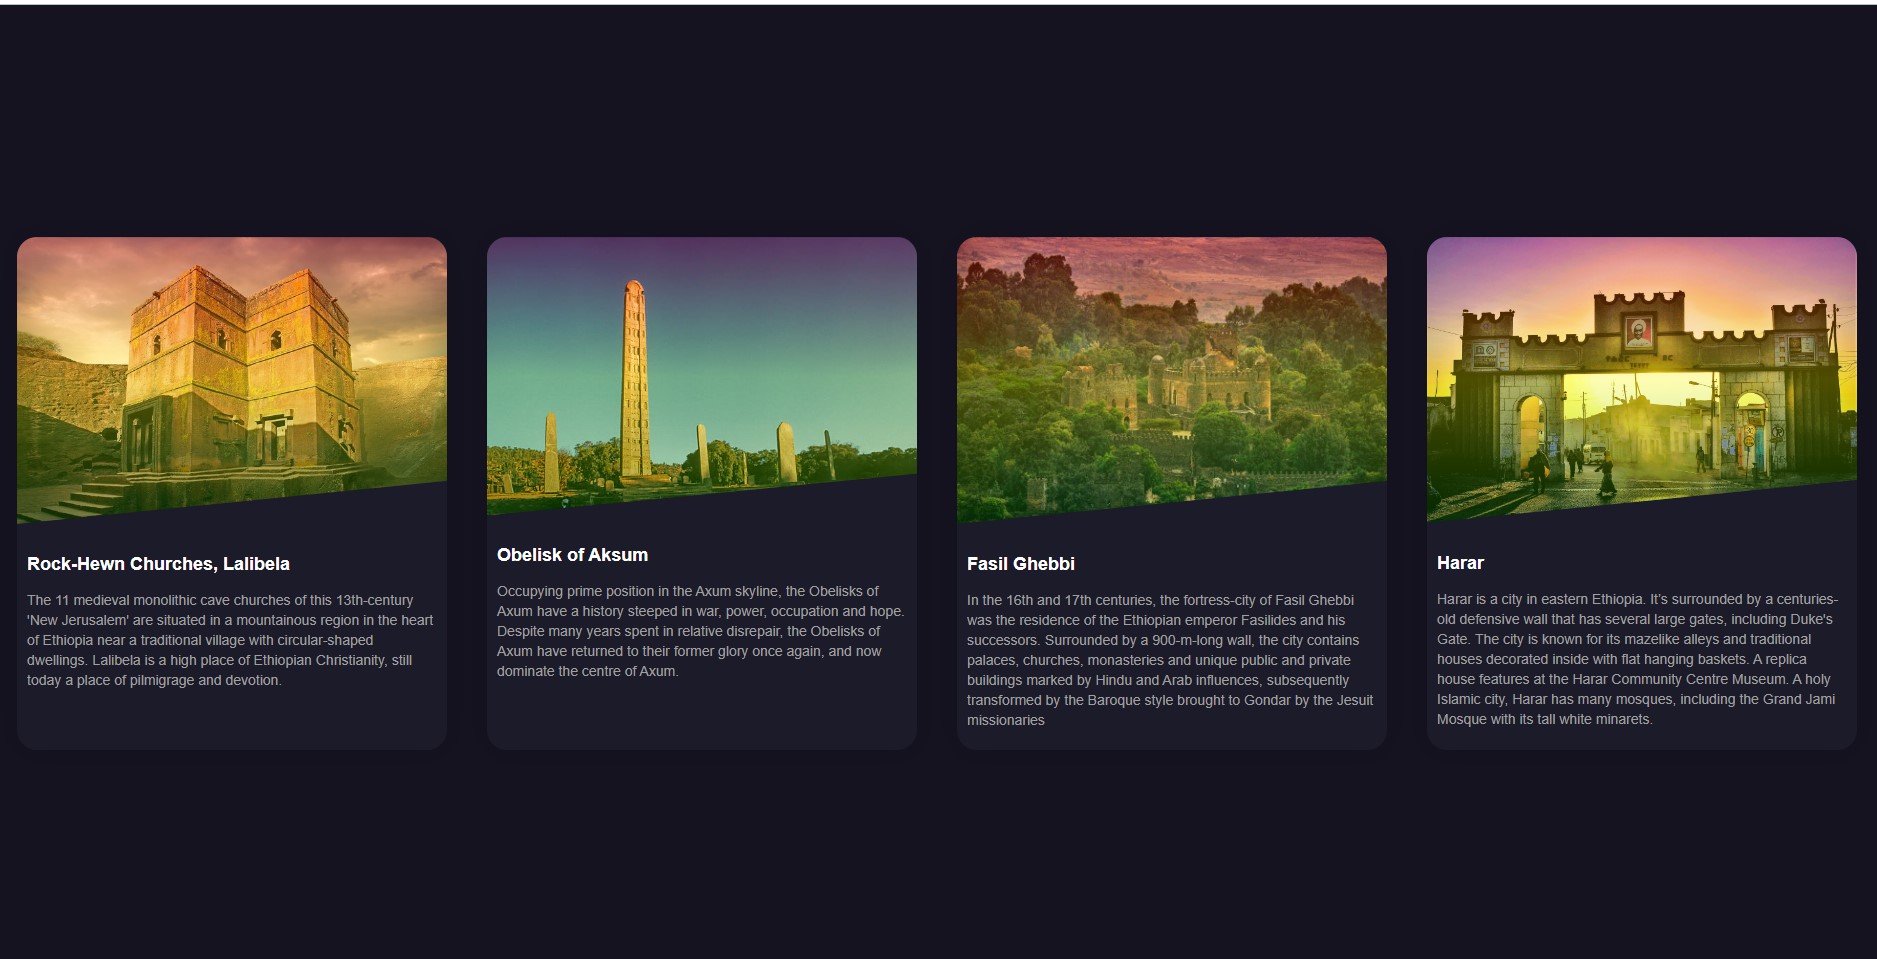 Rock-Hewn Churches, Lalibela
The 11 medieval monolithic cave churches of this 13th-century
'New Jerusalem' are situated in a mountainous region in the heart
of Ethiopia near a traditional village with circular-shaped
dwellings. Lalibela is a high place of Ethiopian Christianity, still
today a place of pilmigrage and devotion.
Obelisk of Aksum
Occupying prime position in the Axum skyline, the Obelisks of
Axum have a history steeped in war, power, occupation and hope.
Despite many years spent in relative disrepair, the Obelisks of
Axum have returned to their former glory once again, and now
dominate the centre of Axum.
Fasil Ghebbi
In the 16th and 17th centuries, the fortress-city of Fasil Ghebbi
was the residence of the Ethiopian emperor Fasilides and his
successors. Surrounded by a 900-m-long wall, the city contains
palaces, churches, monasteries and unique public and private
buildings marked by Hindu and Arab influences, subsequently
transformed by the Baroque style brought to Gondar by the Jesuit
missionaries
Harar
Harar is a city in eastern Ethiopia. It's surrounded by a centuries-
old defensive wall that has several large gates, including Duke's
Gate. The city is known for its mazelike alleys and traditional
houses decorated inside with flat hanging baskets. A replica
house features at the Harar Community Centre Museum. A holy
Islamic city, Harar has many mosques, including the Grand Jami
Mosque with its tall white minarets.